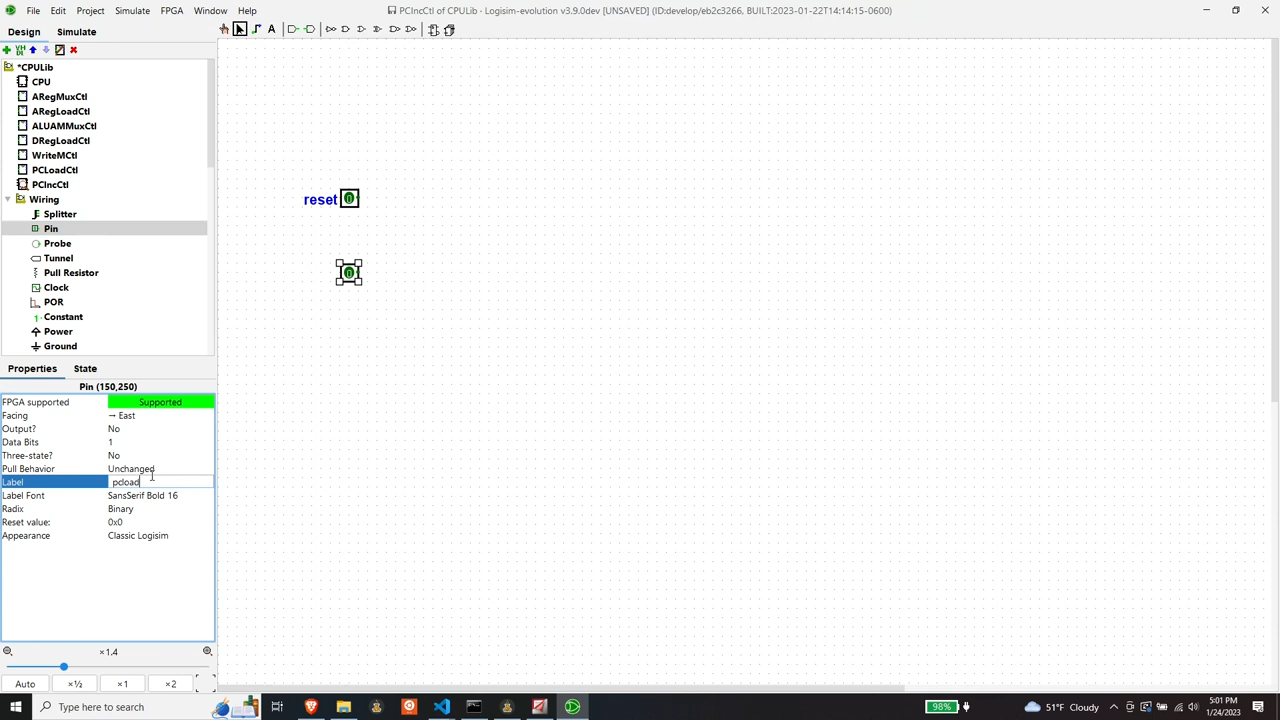 PCIncCtl of CPULib - Logisim-evolution v3.9.0dev [UNSAVED] (ID:develop/eb2c3266, BUILT:2023-01-22T14:14:15-0600)
File Edit Project Simulate FPGA Window Help
Design Simulate
*CPULib
CPU
ARegMuxCtl
ARegLoadCtl
ALUAMMuxCtl
DRegLoadCtl
WriteMCtl
PCLoadCtl
PCIncCtl
Wiring
Splitter
Pin
Probe
Tunnel
Pull Resistor
Clock
POR
Constant
Power
Ground
reset
0
0
Properties State
Pin (150,250)
FPGA supported Supported
Facing → East
Output? No
Data Bits 1
Three-state? No
Pull Behavior Unchanged
Label pcload
Label Font SansSerif Bold 16
Radix Binary
Reset value: 0x0
Appearance Classic Logisim
×1.4
Auto ×½ ×1 ×2
Type here to search
98%
51°F Cloudy
5:01 PM
1/24/2023